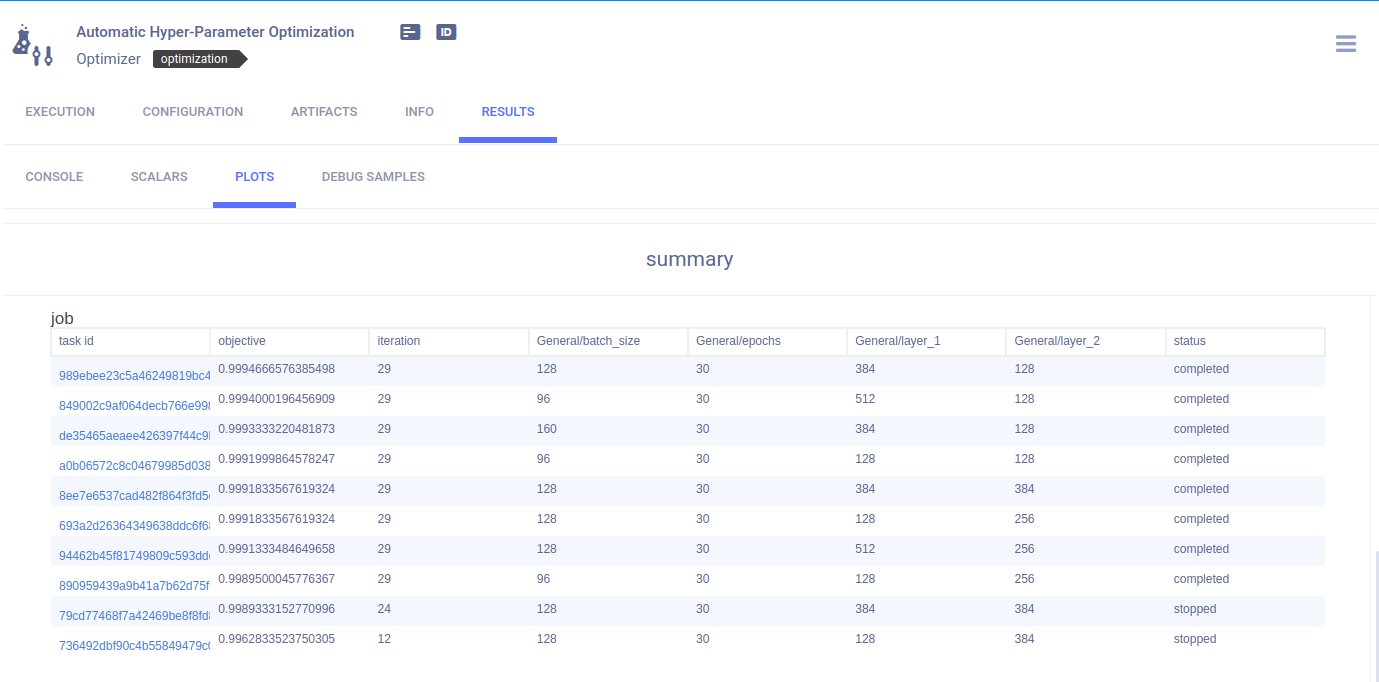 Automatic Hyper-Parameter Optimization ID
Optimizer optimization
EXECUTION CONFIGURATION ARTIFACTS INFO RESULTS
CONSOLE SCALARS PLOTS DEBUG SAMPLES
summary
job
task id objective iteration General/batch_size General/epochs General/layer_1 General/layer_2 status
989ebee23c5a46249819bc4 0.9994666576385498 29 128 30 384 128 completed
849002c9af064decb766e998 0.9994000196456909 29 96 30 512 128 completed
de35465aeaee426397f44c9 0.9993333220481873 29 160 30 384 128 completed
a0b06572c8c04679985d038 0.9991999864578247 29 96 30 128 128 completed
8ee7e6537cad482f864f3fd5 0.9991833567619324 29 128 30 384 384 completed
693a2d26364349638ddc6f6 0.9991833567619324 29 128 30 128 256 completed
94462b45f81749809c593dd 0.9991333484649658 29 128 30 512 256 completed
890959439a9b41a7b62d75f 0.9989500045776367 29 96 30 128 256 completed
79cd77468f7a42469be8f8fd 0.9989333152770996 24 128 30 384 384 stopped
736492dbf90c4b55849479c 0.9962833523750305 12 128 30 128 384 stopped